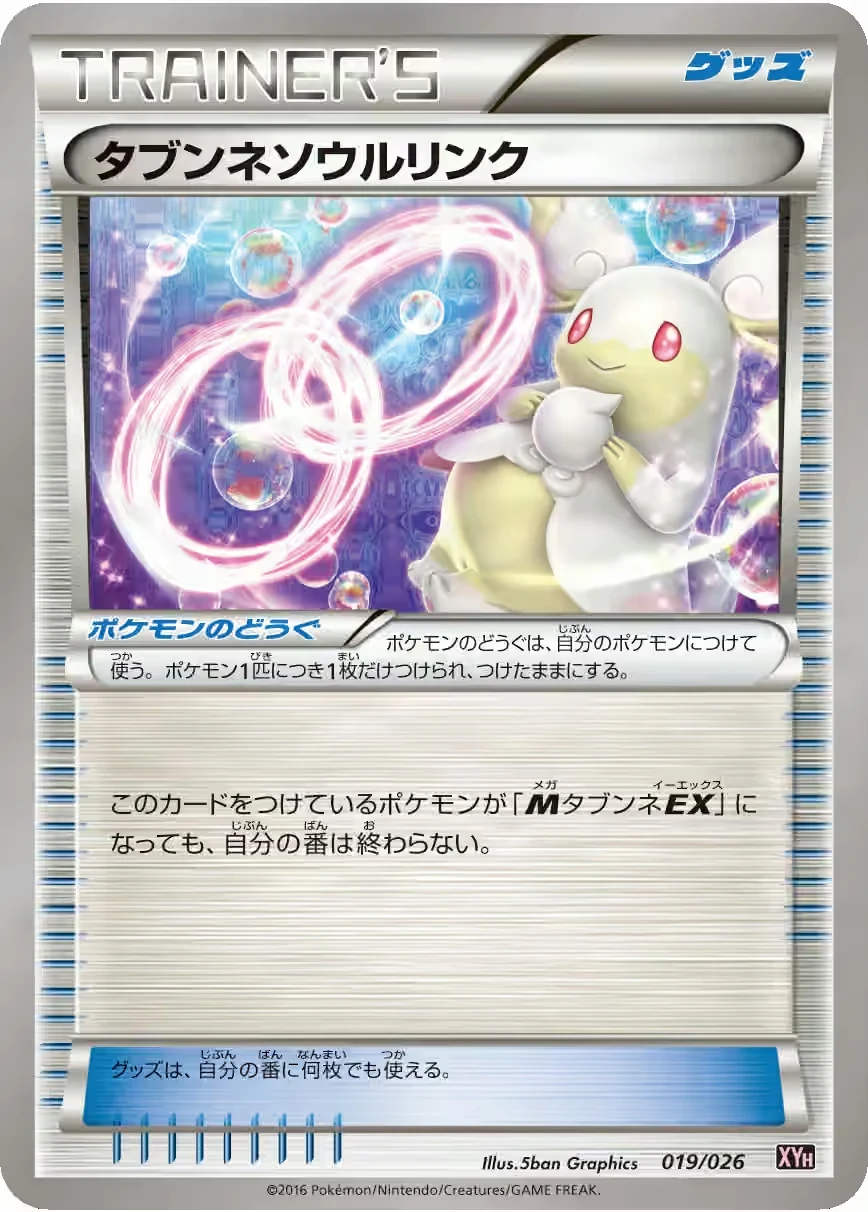 TRAINER'S
グッズ
タブンネソウルリンク
ポケモンのどうぐ
ポケモンのどうぐは、自分のポケモンにつけて
使う。ポケモン1匹につき1枚だけつけられ、つけたままにする。
このカードをつけているポケモンが「MタブンネEX」に
なっても、自分の番は終わらない。
グッズは、自分の番に何枚でも使える。
Illus.5ban Graphics 019/026 XYH
©2016 Pokémon/Nintendo/Creatures/GAME FREAK.